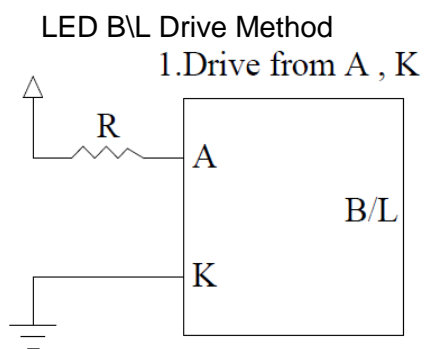 LED B\L Drive Method
1.Drive from A , K
R
A
B/L
K